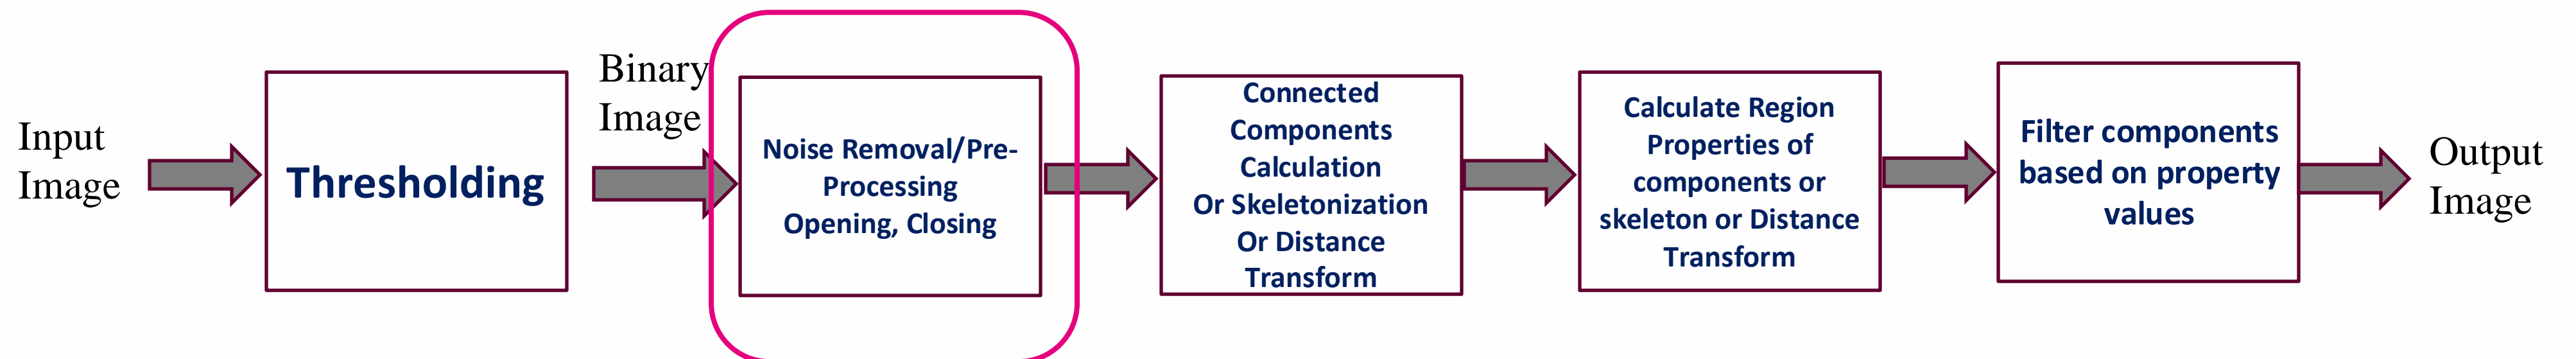 Input
Image
Thresholding
Binary
Image
Noise Removal/Pre-
Processing
Opening, Closing
Connected
Components
Calculation
Or Skeletonization
Or Distance
Transform
Calculate Region
Properties of
components or
skeleton or Distance
Transform
Filter components
based on property
values
Output
Image